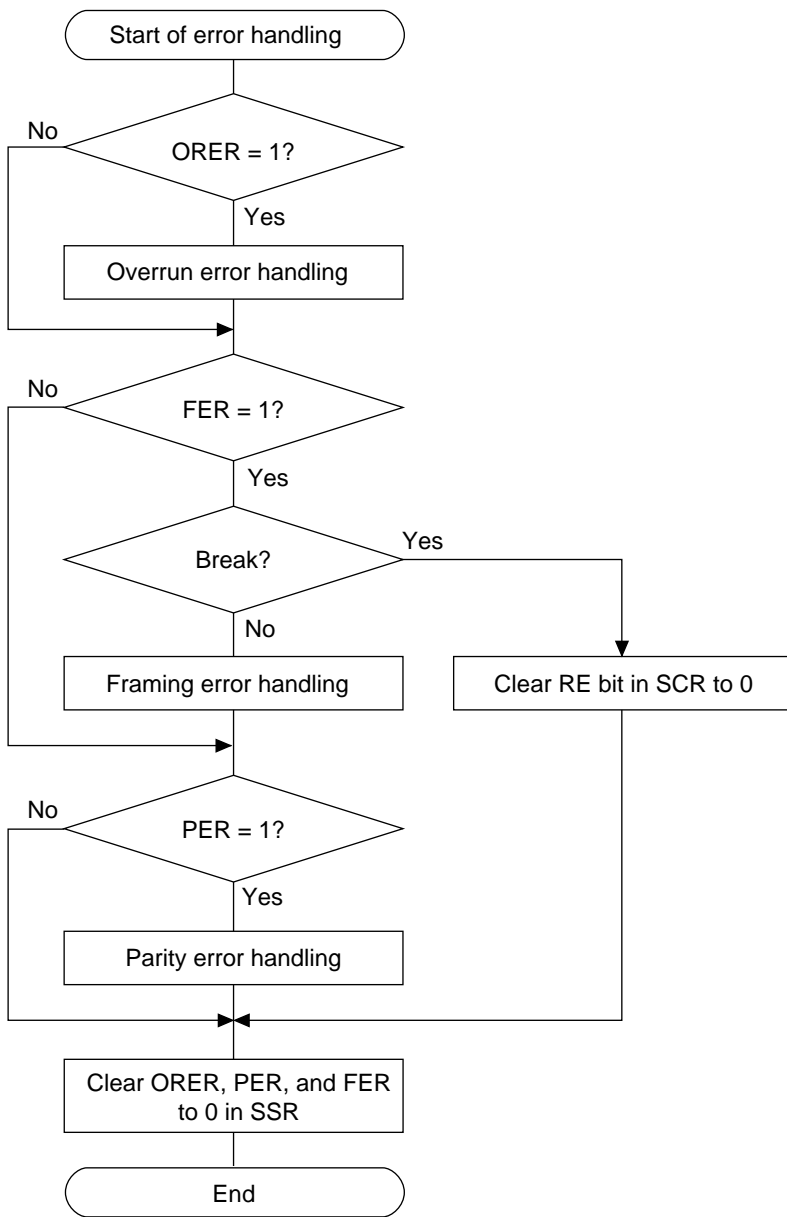 Start of error handling
No
ORER = 1?
Yes
Overrun error handling
No
FER = 1?
Yes
Break?
Yes
No
Framing error handling
Clear RE bit in SCR to 0
No
PER = 1?
Yes
Parity error handling
Clear ORER, PER, and FER
to 0 in SSR
End